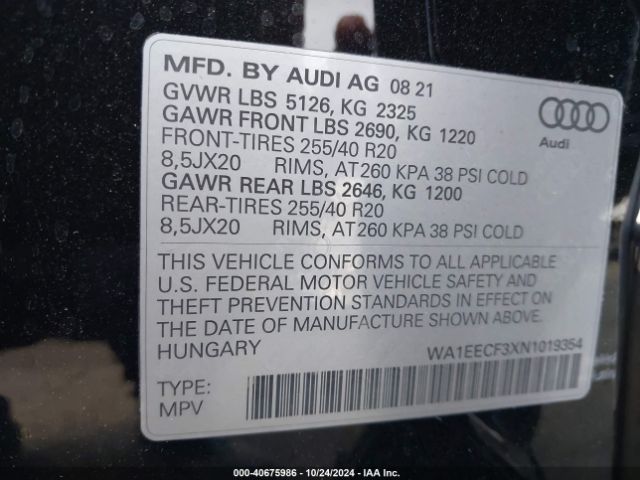 MFD. BY AUDI AG 08 21
GVWR LBS 5126, KG 2325
GAWR FRONT LBS 2690, KG 1220
FRONT-TIRES 255/40 R20
8,5JX20 RIMS, AT 260 KPA 38 PSI COLD
GAWR REAR LBS 2646, KG 1200
REAR-TIRES 255/40 R20
8,5JX20 RIMS, AT 260 KPA 38 PSI COLD
Audi
THIS VEHICLE CONFORMS TO ALL APPLICABLE
U.S. FEDERAL MOTOR VEHICLE SAFETY AND
THEFT PREVENTION STANDARDS IN EFFECT ON
THE DATE OF MANUFACTURE SHOWN ABOVE.
HUNGARY
WA1EECF3XN1019354
TYPE:
MPV
000-40675986 - 10/24/2024 - IAA Inc.